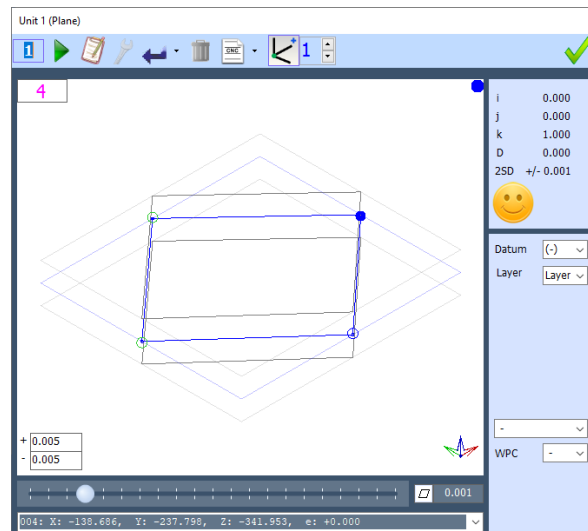 Unit 1 (Plane)
1
CNC
1
4
i 0.000
j 0.000
k 1.000
D 0.000
2SD +/- 0.001
Datum (-)
Layer Layer
-
WPC -
+ 0.005
- 0.005
0.001
004: X: -138.686, Y: -237.798, Z: -341.953, e: +0.000